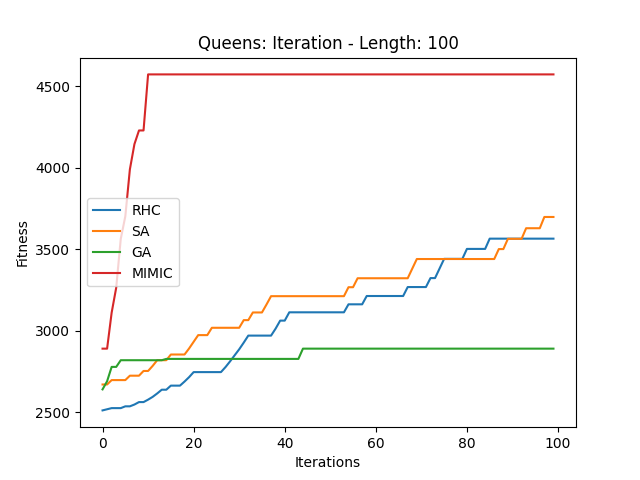 Queens: Iteration - Length: 100
Fitness
4500
4000
3500
3000
2500
RHC
SA
GA
MIMIC
0 20 40 60 80 100
Iterations